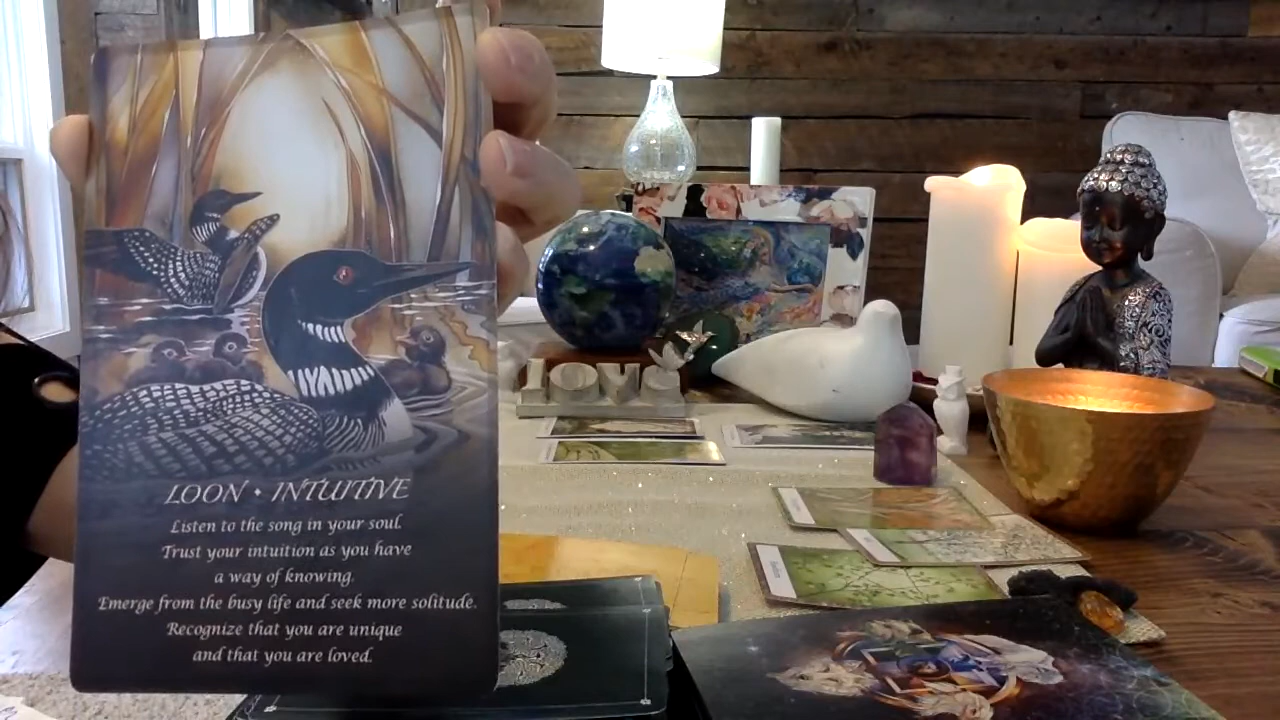 LOON • INTUITIVE
Listen to the song in your soul.
Trust your intuition as you have
a way of knowing.
Emerge from the busy life and seek more solitude.
Recognize that you are unique
and that you are loved.
love